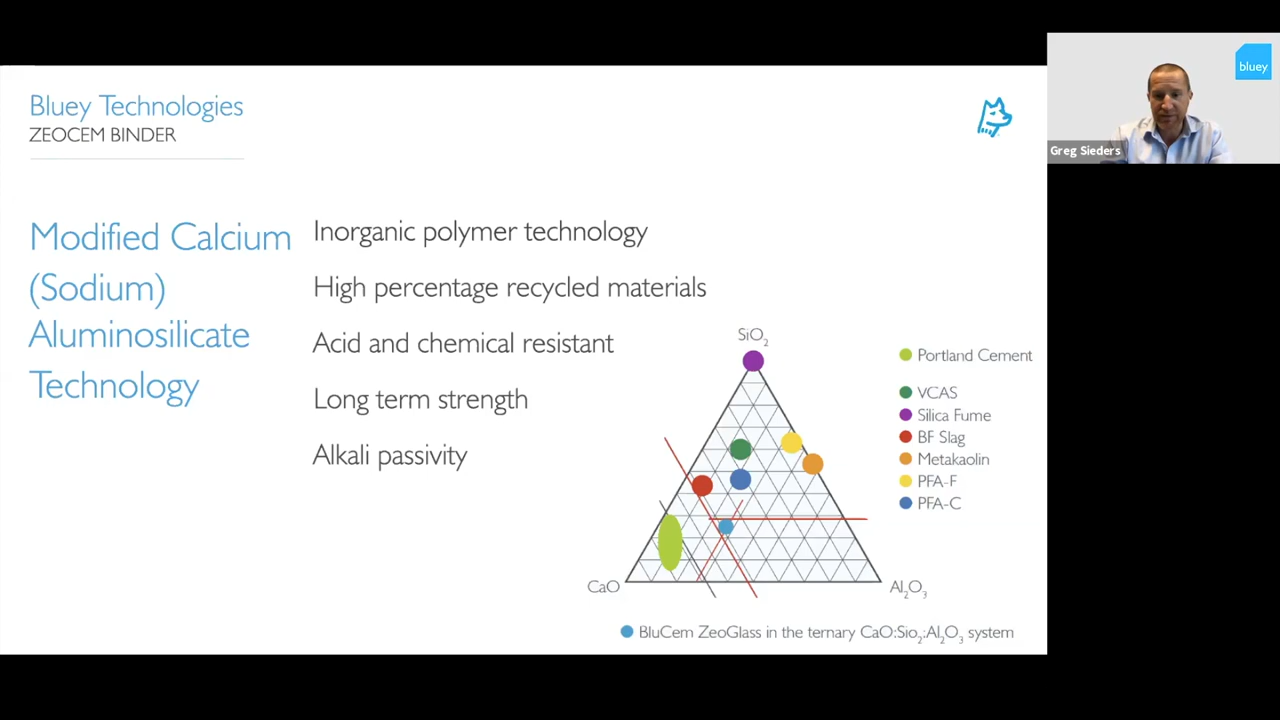 Bluey Technologies
ZEOCEM BINDER
Modified Calcium
(Sodium)
Aluminosilicate
Technology
Inorganic polymer technology
High percentage recycled materials
Acid and chemical resistant
Long term strength
Alkali passivity
SiO₂
CaO
Al₂O₃
Portland Cement
VCAS
Silica Fume
BF Slag
Metakaolin
PFA-F
PFA-C
BluCem ZeoGlass in the ternary CaO:Sio₂:Al₂O₃ system
bluey
Greg Sieders